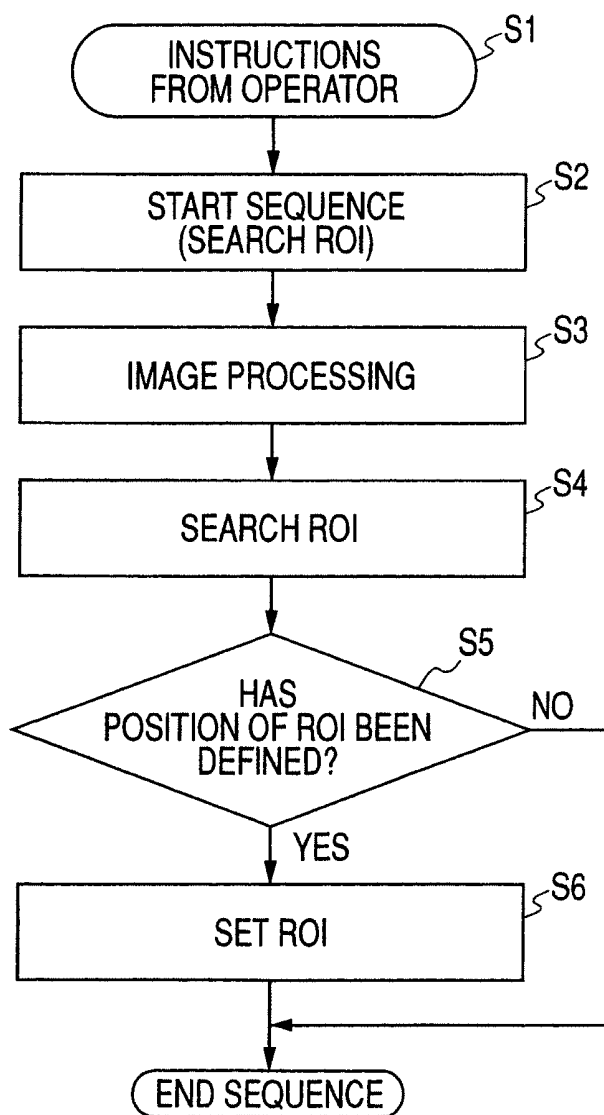 INSTRUCTIONS
FROM OPERATOR
S1
START SEQUENCE
(SEARCH ROI)
S2
IMAGE PROCESSING
S3
SEARCH ROI
S4
HAS
POSITION OF ROI BEEN
DEFINED?
S5
NO
YES
SET ROI
S6
END SEQUENCE